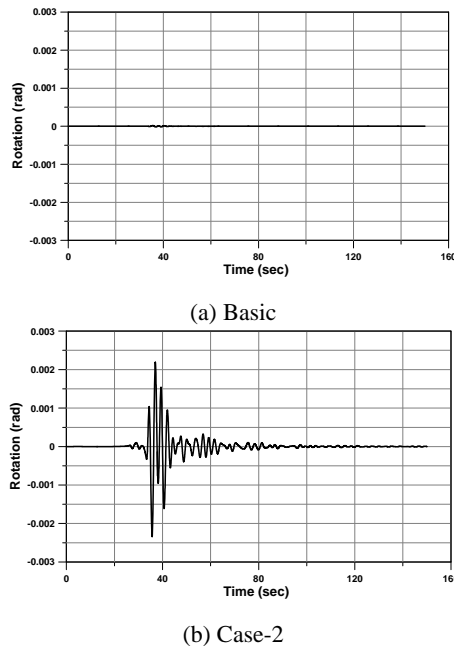 0.003
0.002
0.001
0
-0.001
-0.002
-0.003
Rotation (rad)
0 40 80 120 160
Time (sec)
(a) Basic
0.003
0.002
0.001
0
-0.001
-0.002
-0.003
Rotation (rad)
0 40 80 120 16
Time (sec)
(b) Case-2